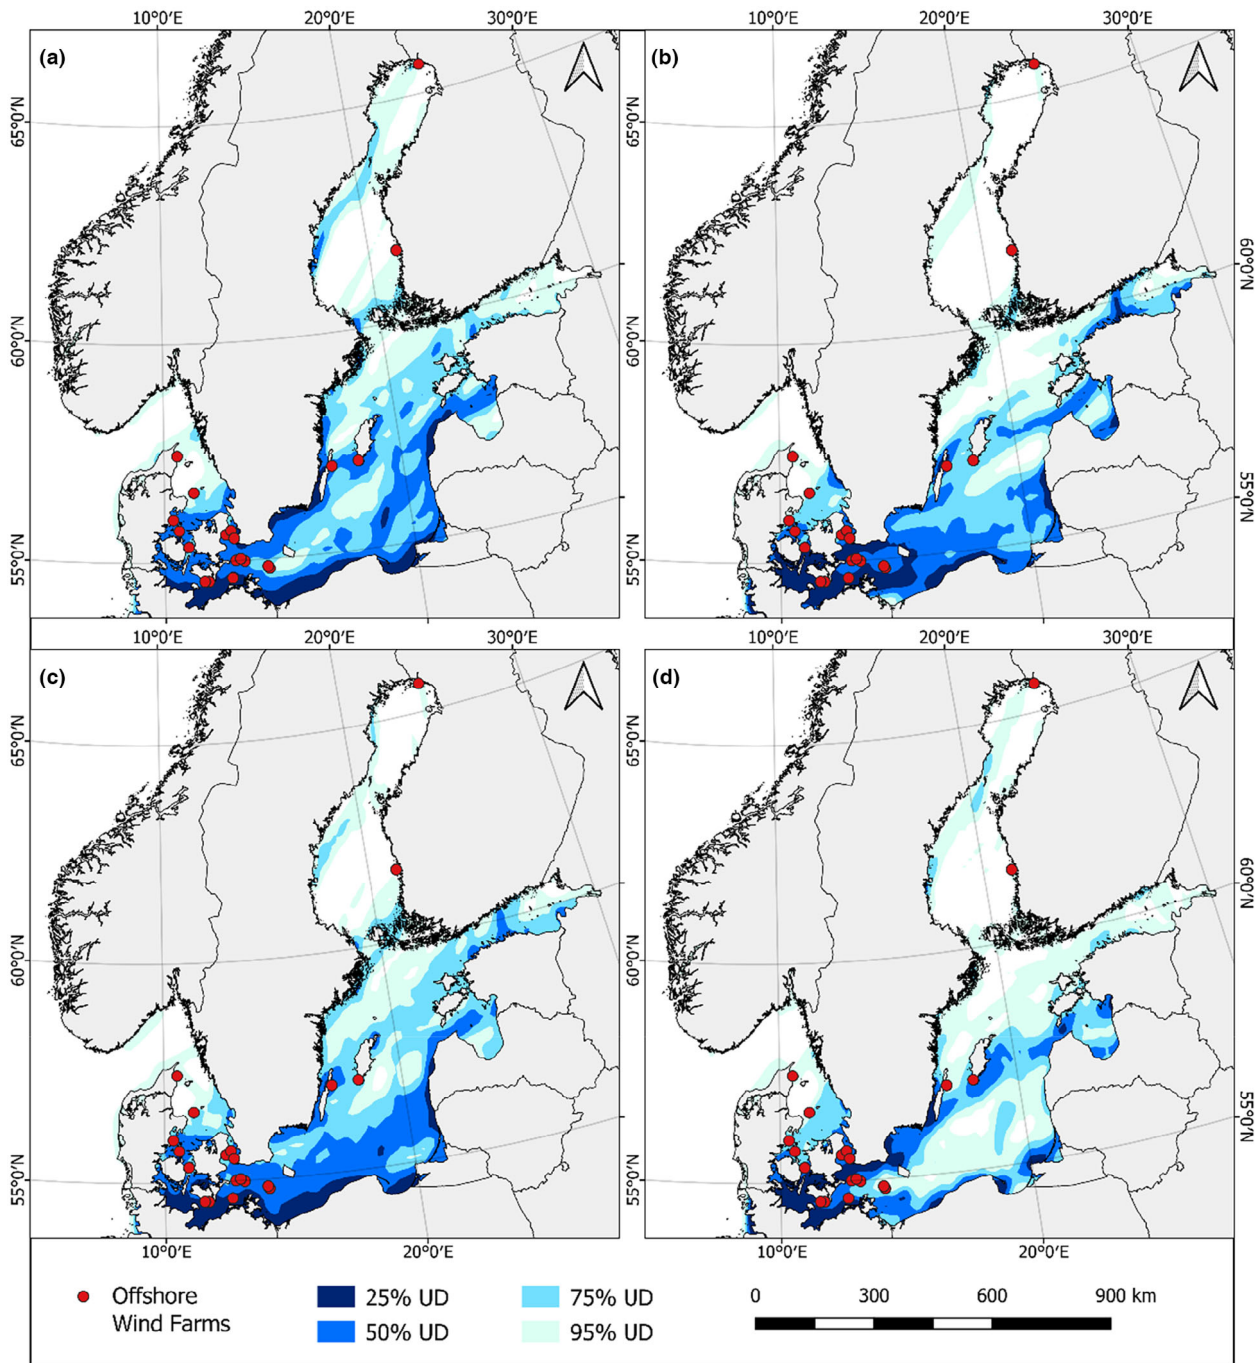 10°0'E 20°0'E 30°0'E 20°0'E 30°0'E
10°0'E
(a) (b)
65°0'N 65°0'N
60°0'N 60°0'N 60°0'N
55°0'N 55°0'N 55°0'N
10°0'E 20°0'E 30°0'E 10°0'E 20°0'E 30°0'E
(c) (d)
65°0'N 65°0'N
60°0'N 60°0'N 60°0'N
55°0'N 55°0'N 55°0'N
10°0'E 20°0'E 10°0'E 20°0'E
Offshore
Wind Farms
25% UD
50% UD
75% UD
95% UD
0 300 600 900 km